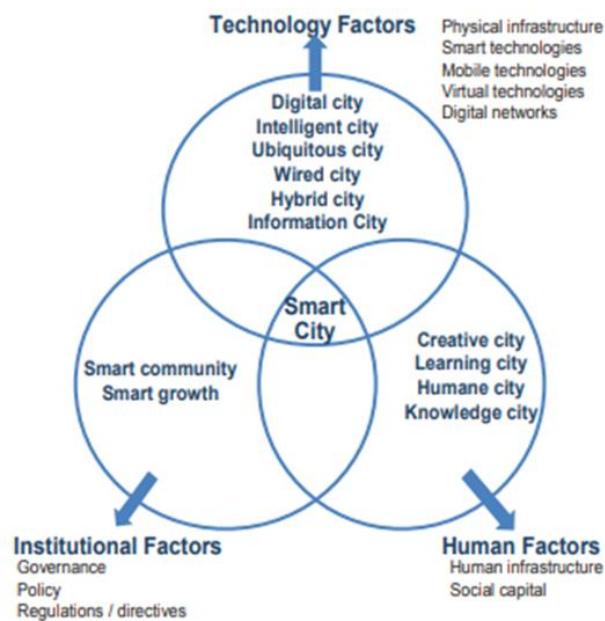 Technology Factors
Physical infrastructure
Smart technologies
Mobile technologies
Virtual technologies
Digital networks
Digital city
Intelligent city
Ubiquitous city
Wired city
Hybrid city
Information City
Smart
City
Smart community
Smart growth
Creative city
Learning city
Humane city
Knowledge city
Institutional Factors
Governance
Policy
Regulations / directives
Human Factors
Human infrastructure
Social capital